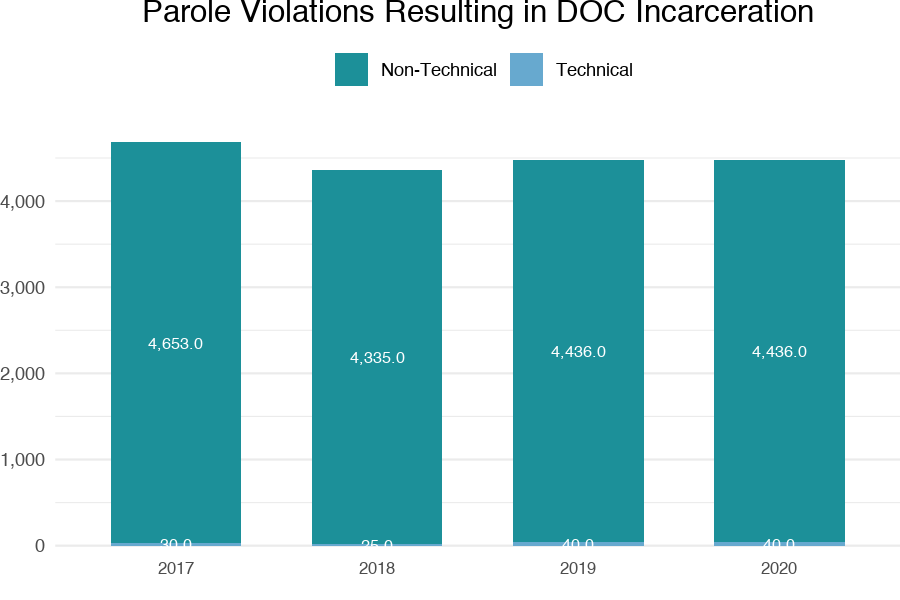 Parole Violations Resulting in DOC Incarceration
Non-Technical Technical
4,000
3,000
2,000
1,000
0
4,653.0 4,335.0 4,436.0 4,436.0
30.0 25.0 40.0 40.0
2017 2018 2019 2020